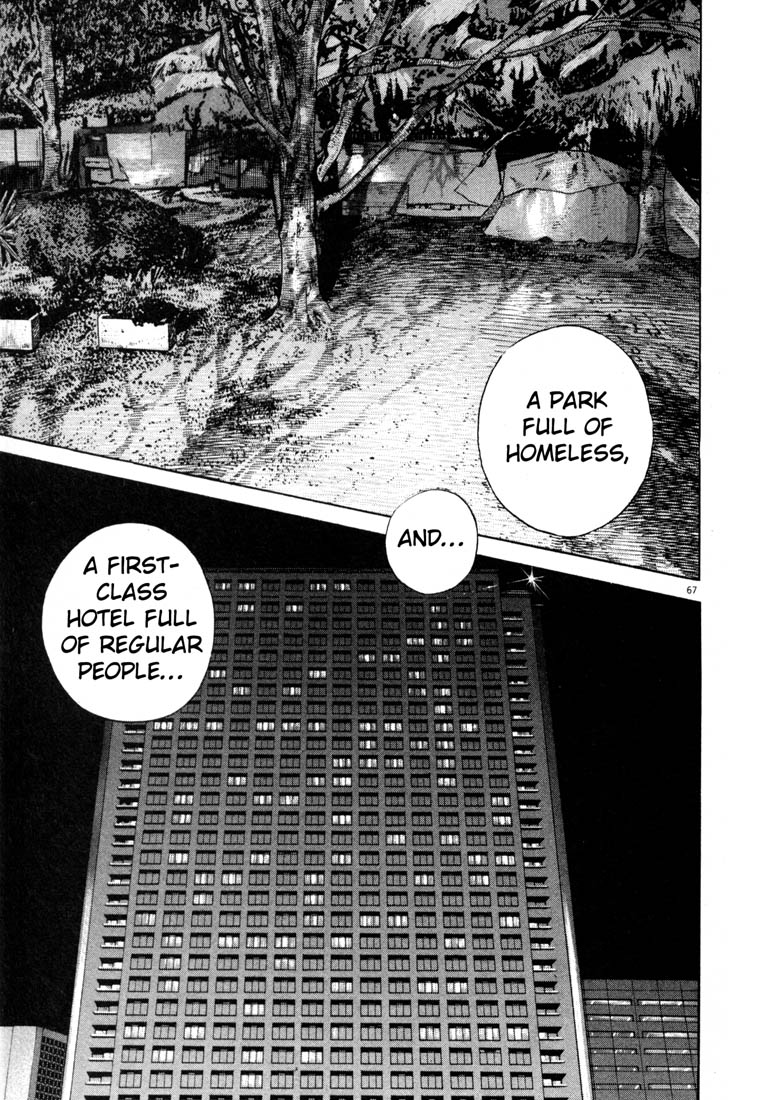 A PARK
FULL OF
HOMELESS,
AND...
A FIRST-
CLASS
HOTEL FULL
OF REGULAR
PEOPLE...
67